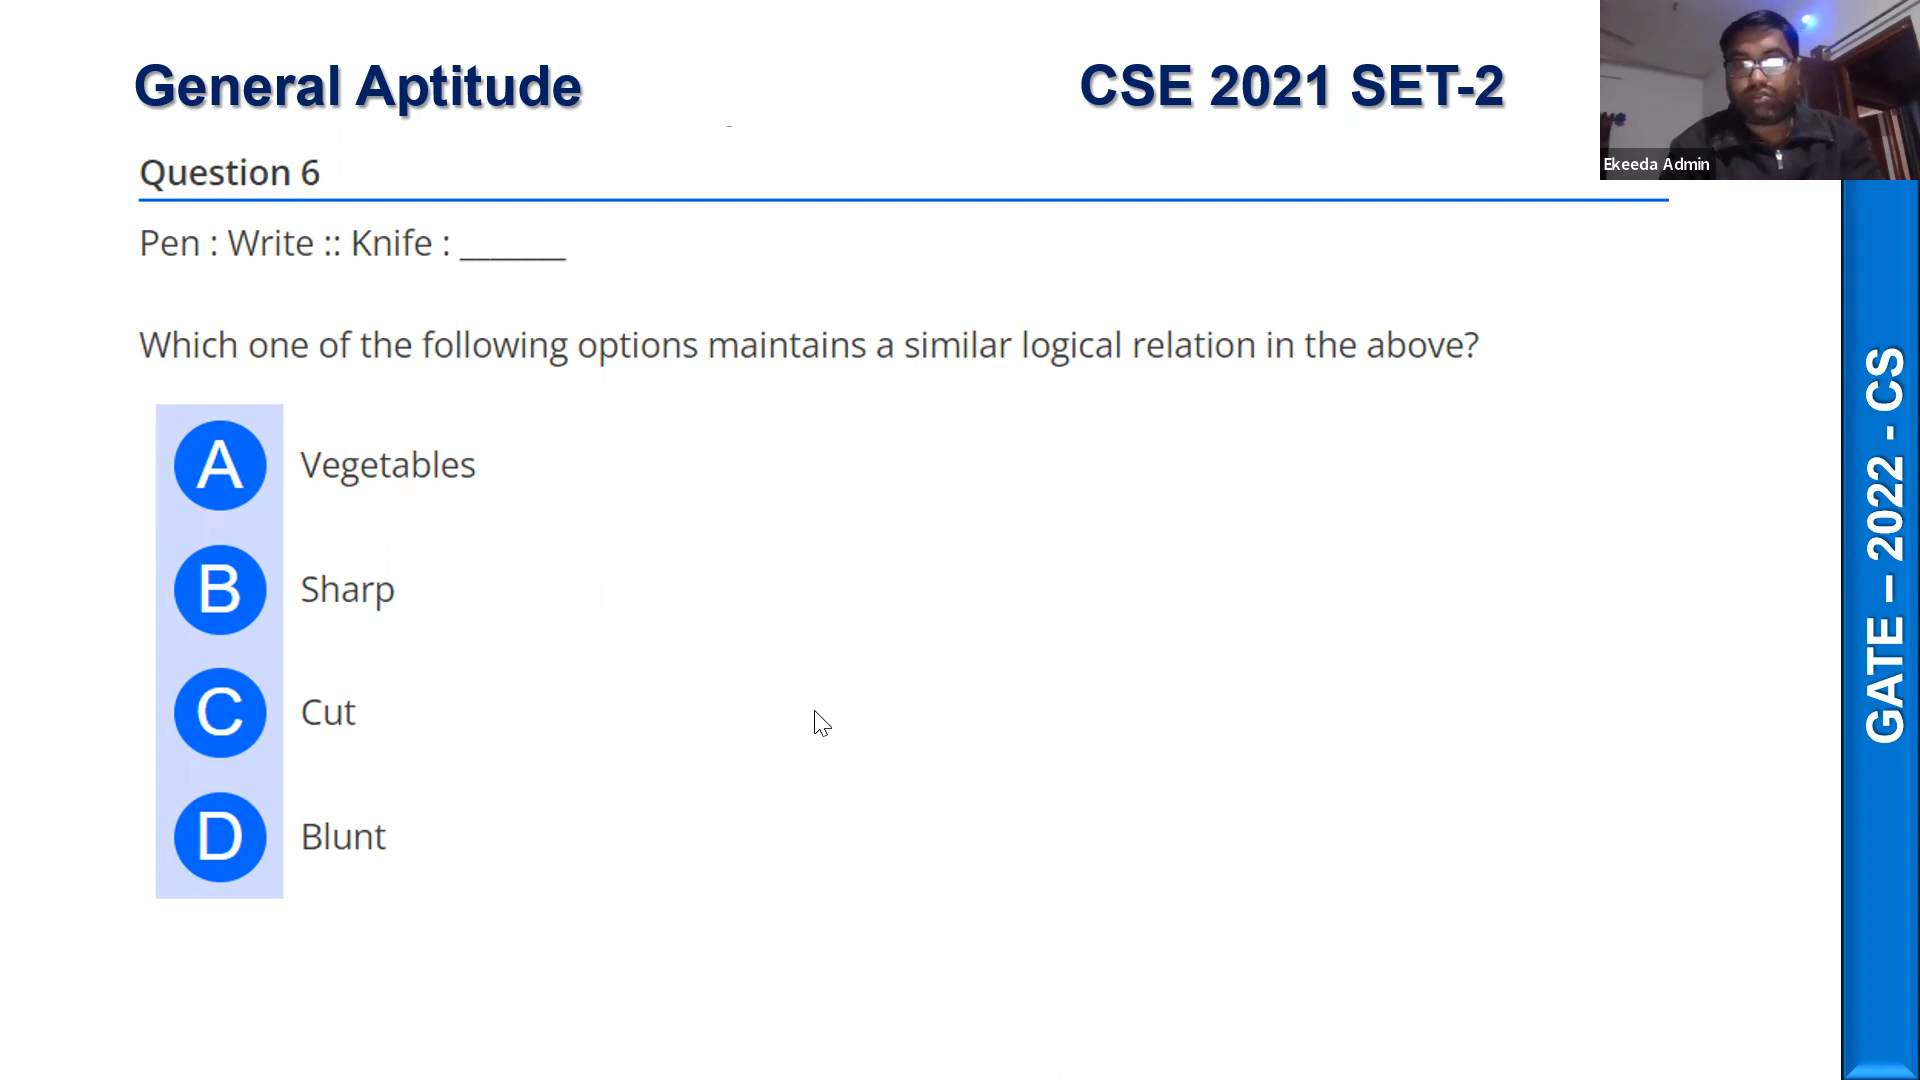 General Aptitude
CSE 2021 SET-2
Ekeeda Admin
Question 6
Pen : Write :: Knife : _______
Which one of the following options maintains a similar logical relation in the above?
A Vegetables
B Sharp
C Cut
D Blunt
GATE – 2022 - CS